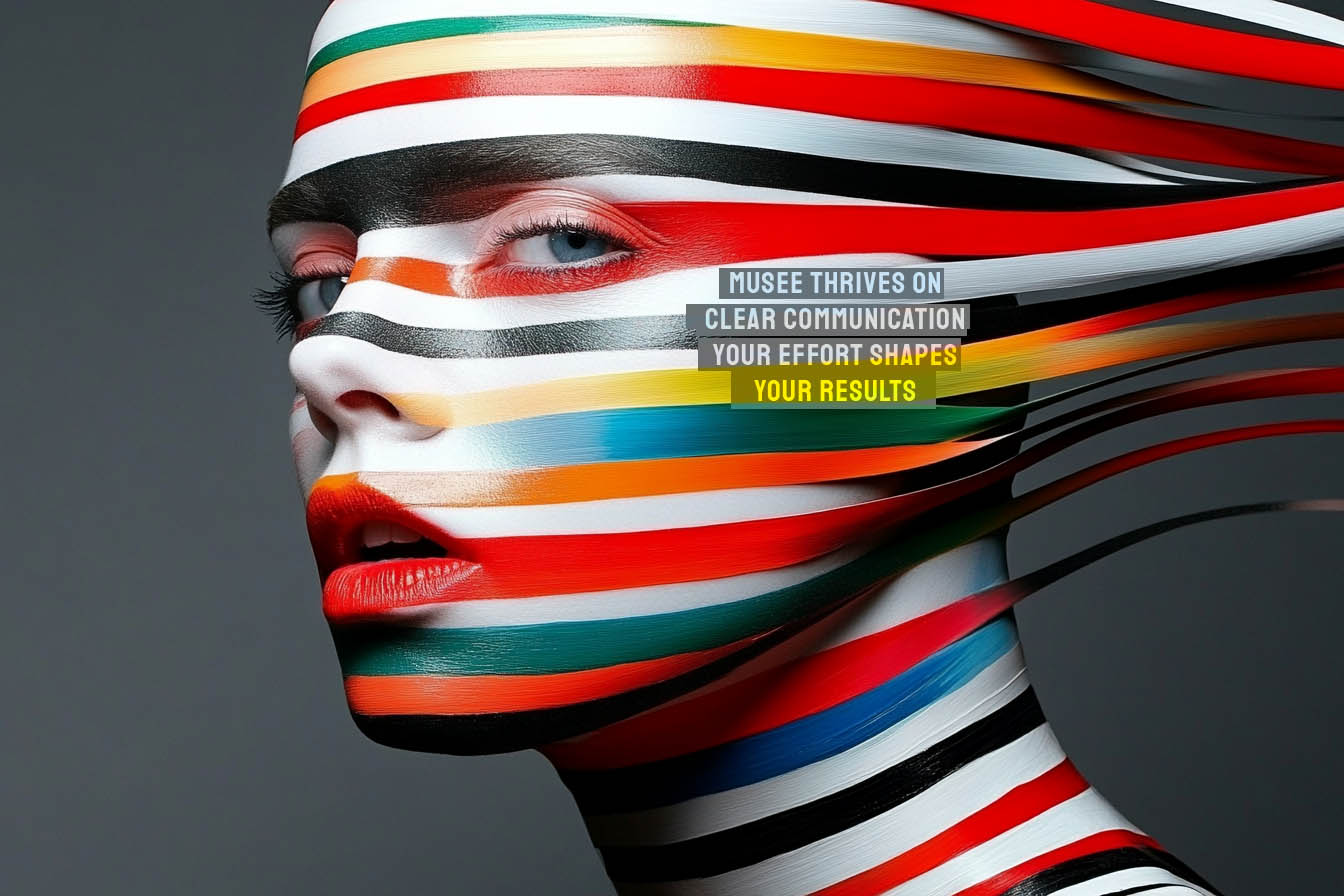 MUSEE THRIVES ON
CLEAR COMMUNICATION
YOUR EFFORT SHAPES
YOUR RESULTS